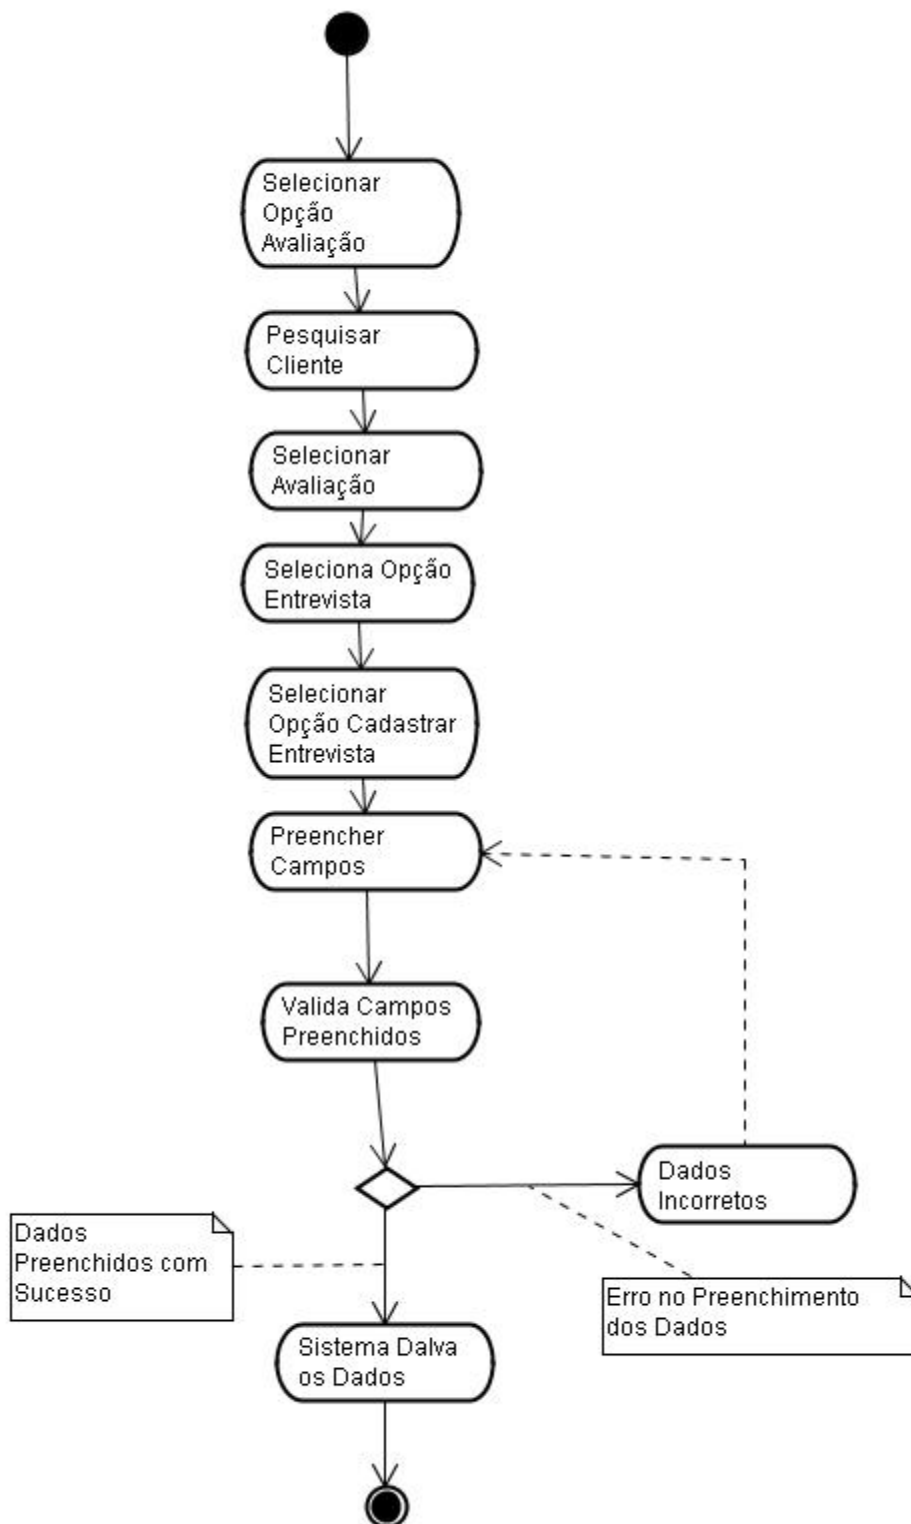 Selecionar
Opção
Avaliação
Pesquisar
Cliente
Selecionar
Avaliação
Seleciona Opção
Entrevista
Selecionar
Opção Cadastrar
Entrevista
Preencher
Campos
Valida Campos
Preenchidos
Dados
Incorretos
Dados
Preenchidos com
Sucesso
Erro no Preenchimento
dos Dados
Sistema Dalva
os Dados